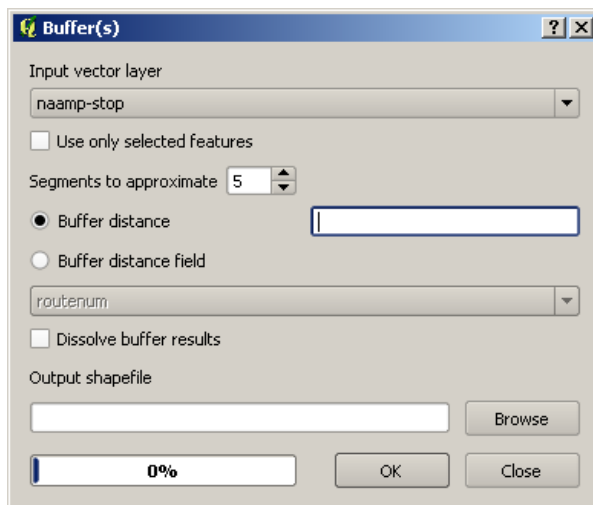 Buffer(s)
Input vector layer
naamp-stop
Use only selected features
Segments to approximate 5
Buffer distance
Buffer distance field
routenum
Dissolve buffer results
Output shapefile
Browse
0% OK Close